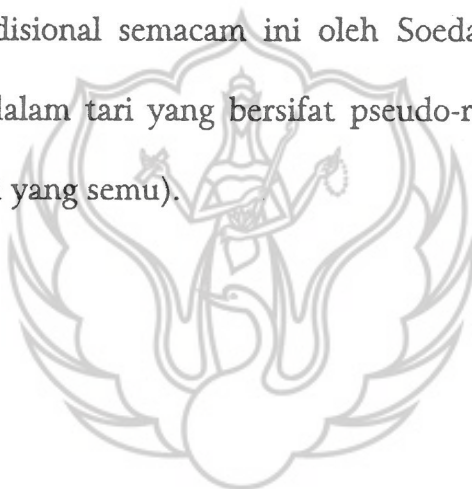 disional semacam ini oleh Soeda
dalam tari yang bersifat pseudo-r
yang semu).